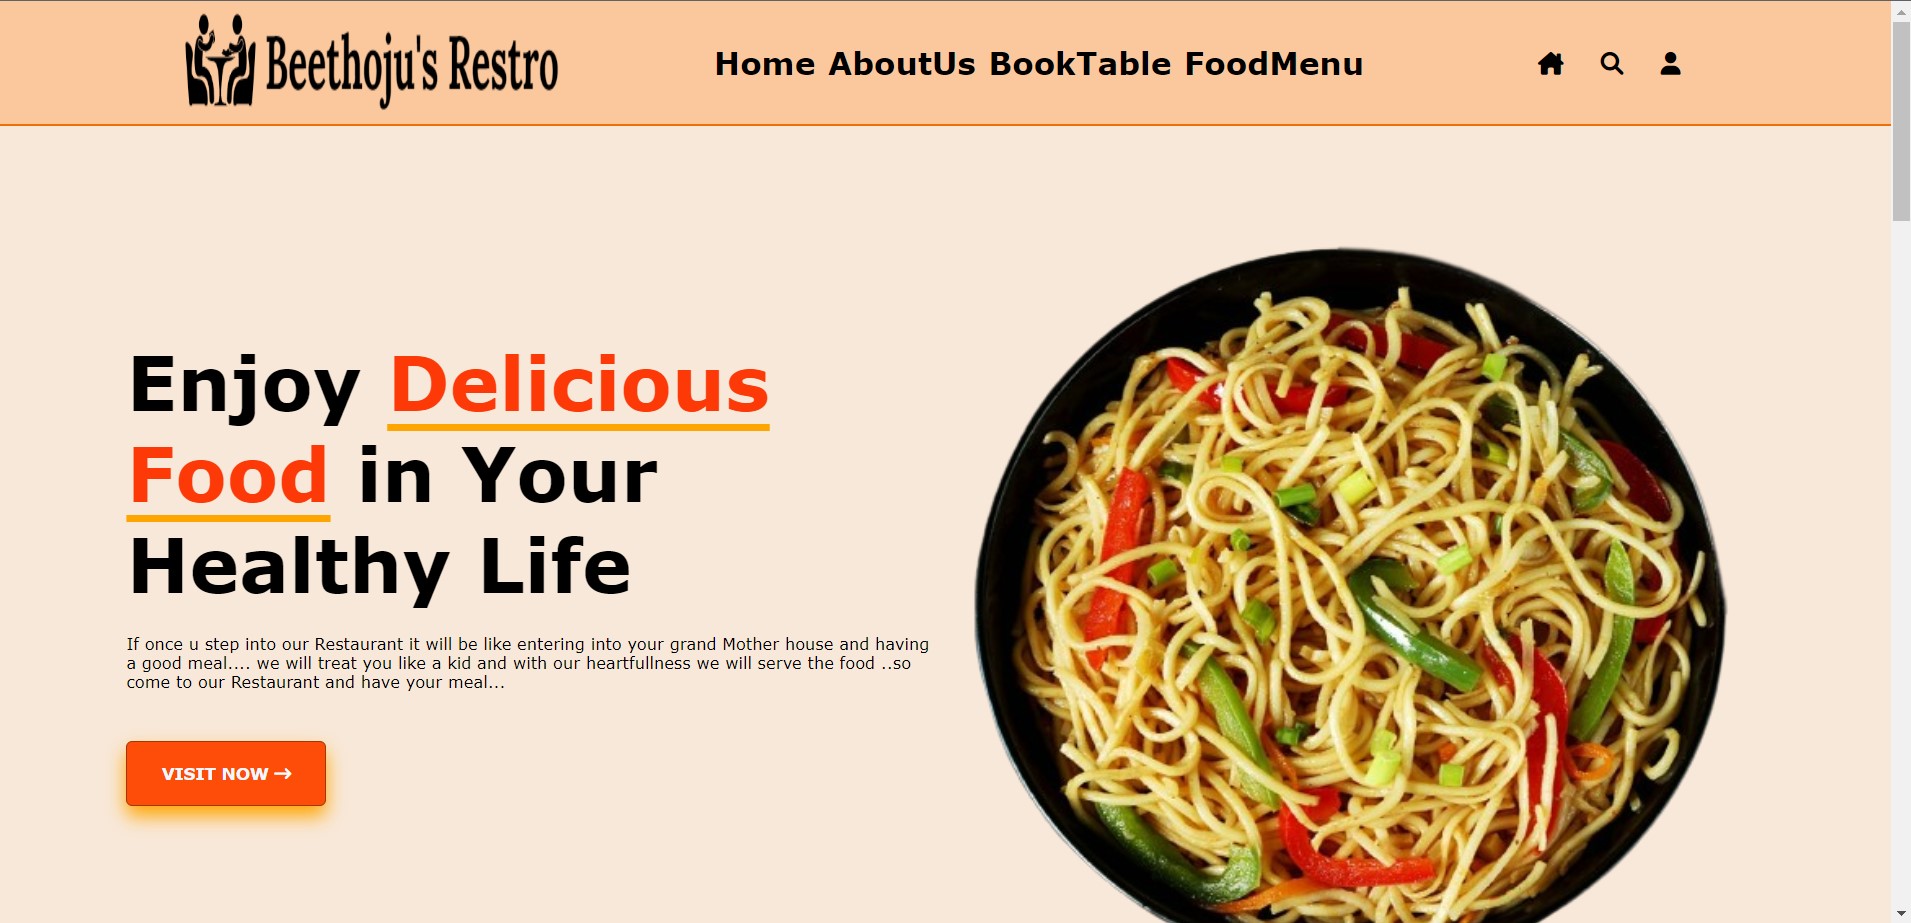 Beethoju's Restro
Home AboutUs BookTable FoodMenu
Enjoy Delicious
Food in Your
Healthy Life
If once u step into our Restaurant it will be like entering into your grand Mother house and having
a good meal.... we will treat you like a kid and with our heartfullness we will serve the food ..so
come to our Restaurant and have your meal...
VISIT NOW →